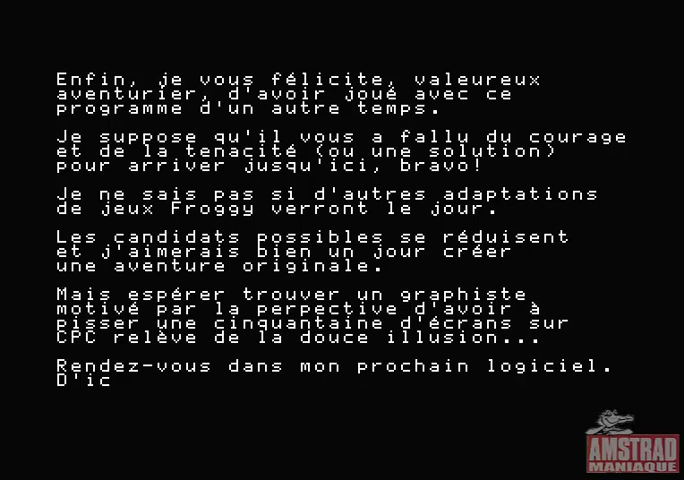 Enfin, je vous félicite, valeureux
aventurier, d'avoir joué avec ce
programme d'un autre temps.
Je suppose qu'il vous a fallu du courage
et de la tenacité (ou une solution)
pour arriver jusqu'ici, bravo!
Je ne sais pas si d'autres adaptations
de jeux Froggy verront le jour.
Les candidats possibles se réduisent
et j'aimerais bien un jour créer
une aventure originale.
Mais espérer trouver un graphiste
motivé par la perpective d'avoir à
pisser une cinquantaine d'écrans sur
CPC relève de la douce illusion...
Rendez-vous dans mon prochain logiciel.
D'ic
AMSTRAD
MANIAQUE